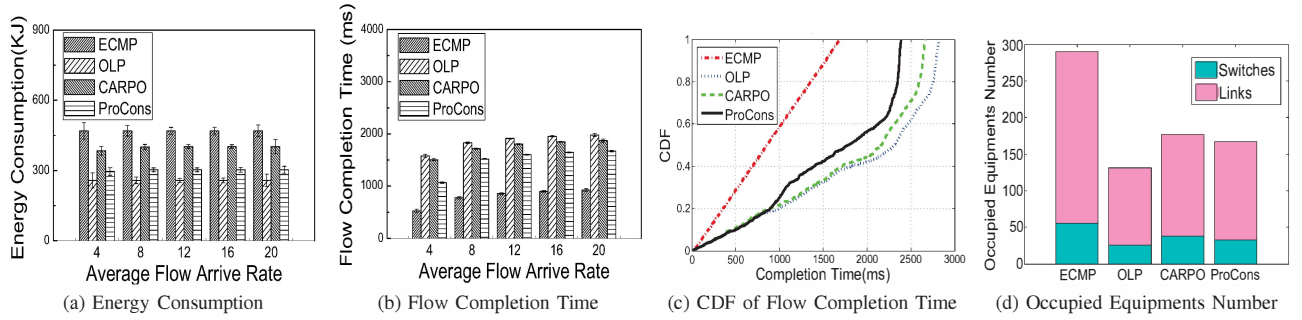 Energy Consumption(KJ)
900
600
300
0
ECMP
OLP
CARPO
ProCons
4 8 12 16 20
Average Flow Arrive Rate
(a) Energy Consumption
Flow Completion Time (ms)
4000
3000
2000
1000
0
ECMP
OLP
CARPO
ProCons
4 8 12 16 20
Average Flow Arrive Rate
(b) Flow Completion Time
CDF
1
0.8
0.6
0.4
0.2
0
ECMP
OLP
CARPO
ProCons
0 500 1000 1500 2000 2500 3000
Completion Time(ms)
(c) CDF of Flow Completion Time
Occupied Equipments Number
300
250
200
150
100
50
0
Switches
Links
ECMP OLP CARPO ProCons
(d) Occupied Equipments Number